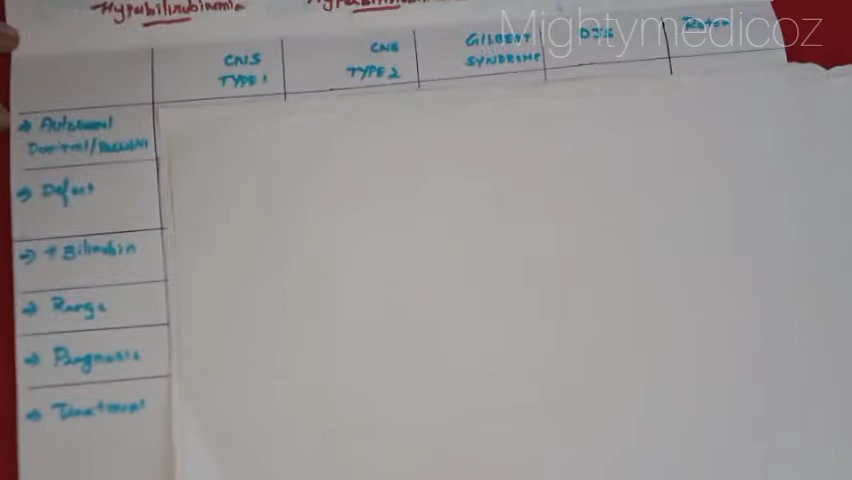 Hyperbilirubinemia
Mightymedicoz
CNS TYPE 1
CNS TYPE 2
GILBERT SYNDROME
DJS
Rotor
→ Autosomal
Dominal/Recessive
→ Defect
→ ↑ Bilirubin
→ Range
→ Prognosis
→ Treatment